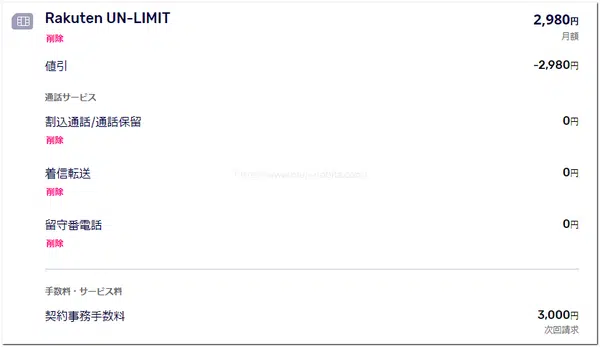 Rakuten UN-LIMIT 2,980円
削除 月額
値引 -2,980円
通話サービス
割込通話/通話保留 0円
削除
着信転送 0円
削除
留守番電話 0円
削除
手数料・サービス料
契約事務手数料 3,000円
次回請求